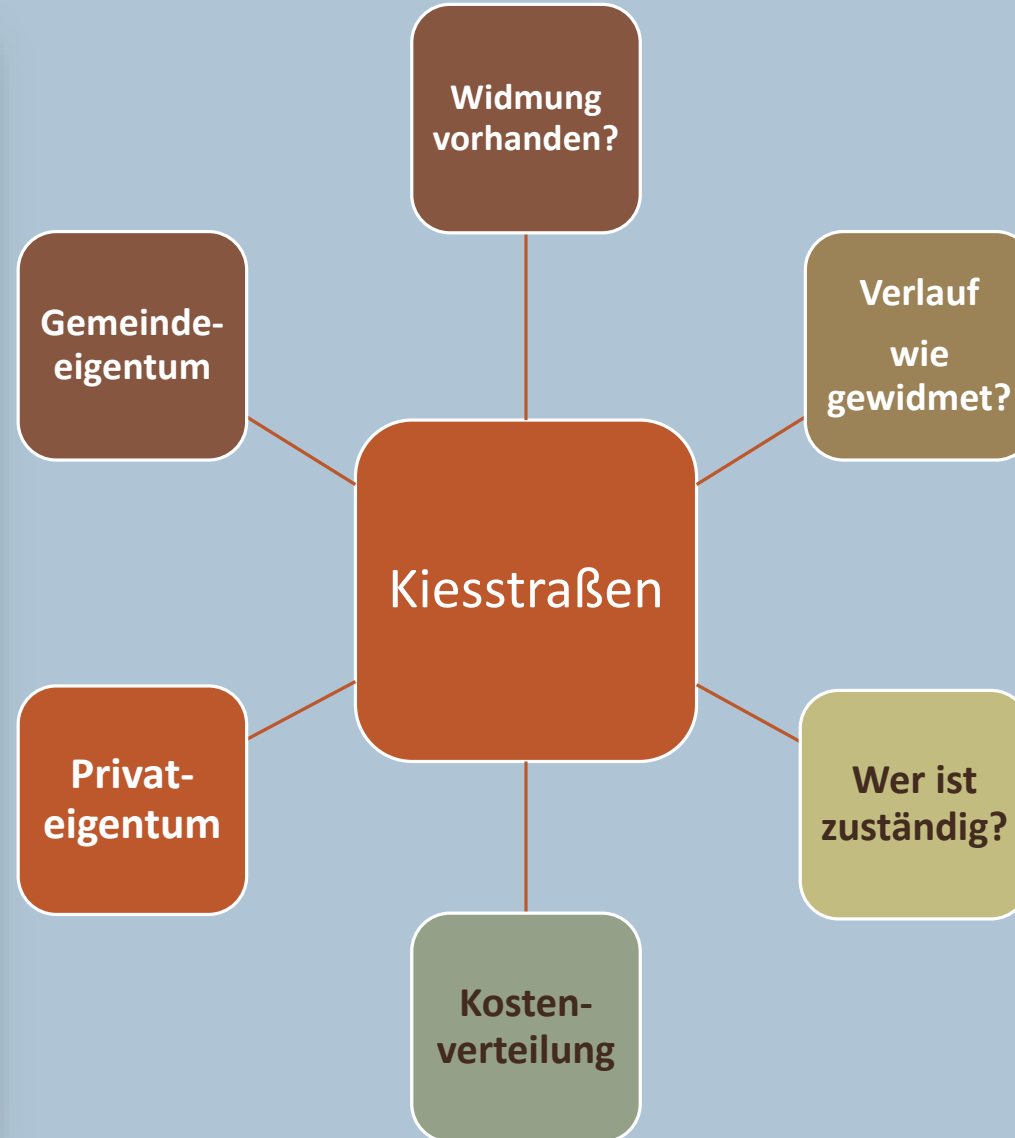 Widmung
vorhanden?
Gemeinde-
eigentum
Verlauf
wie
gewidmet?
Kiesstraßen
Privat-
eigentum
Wer ist
zuständig?
Kosten-
verteilung